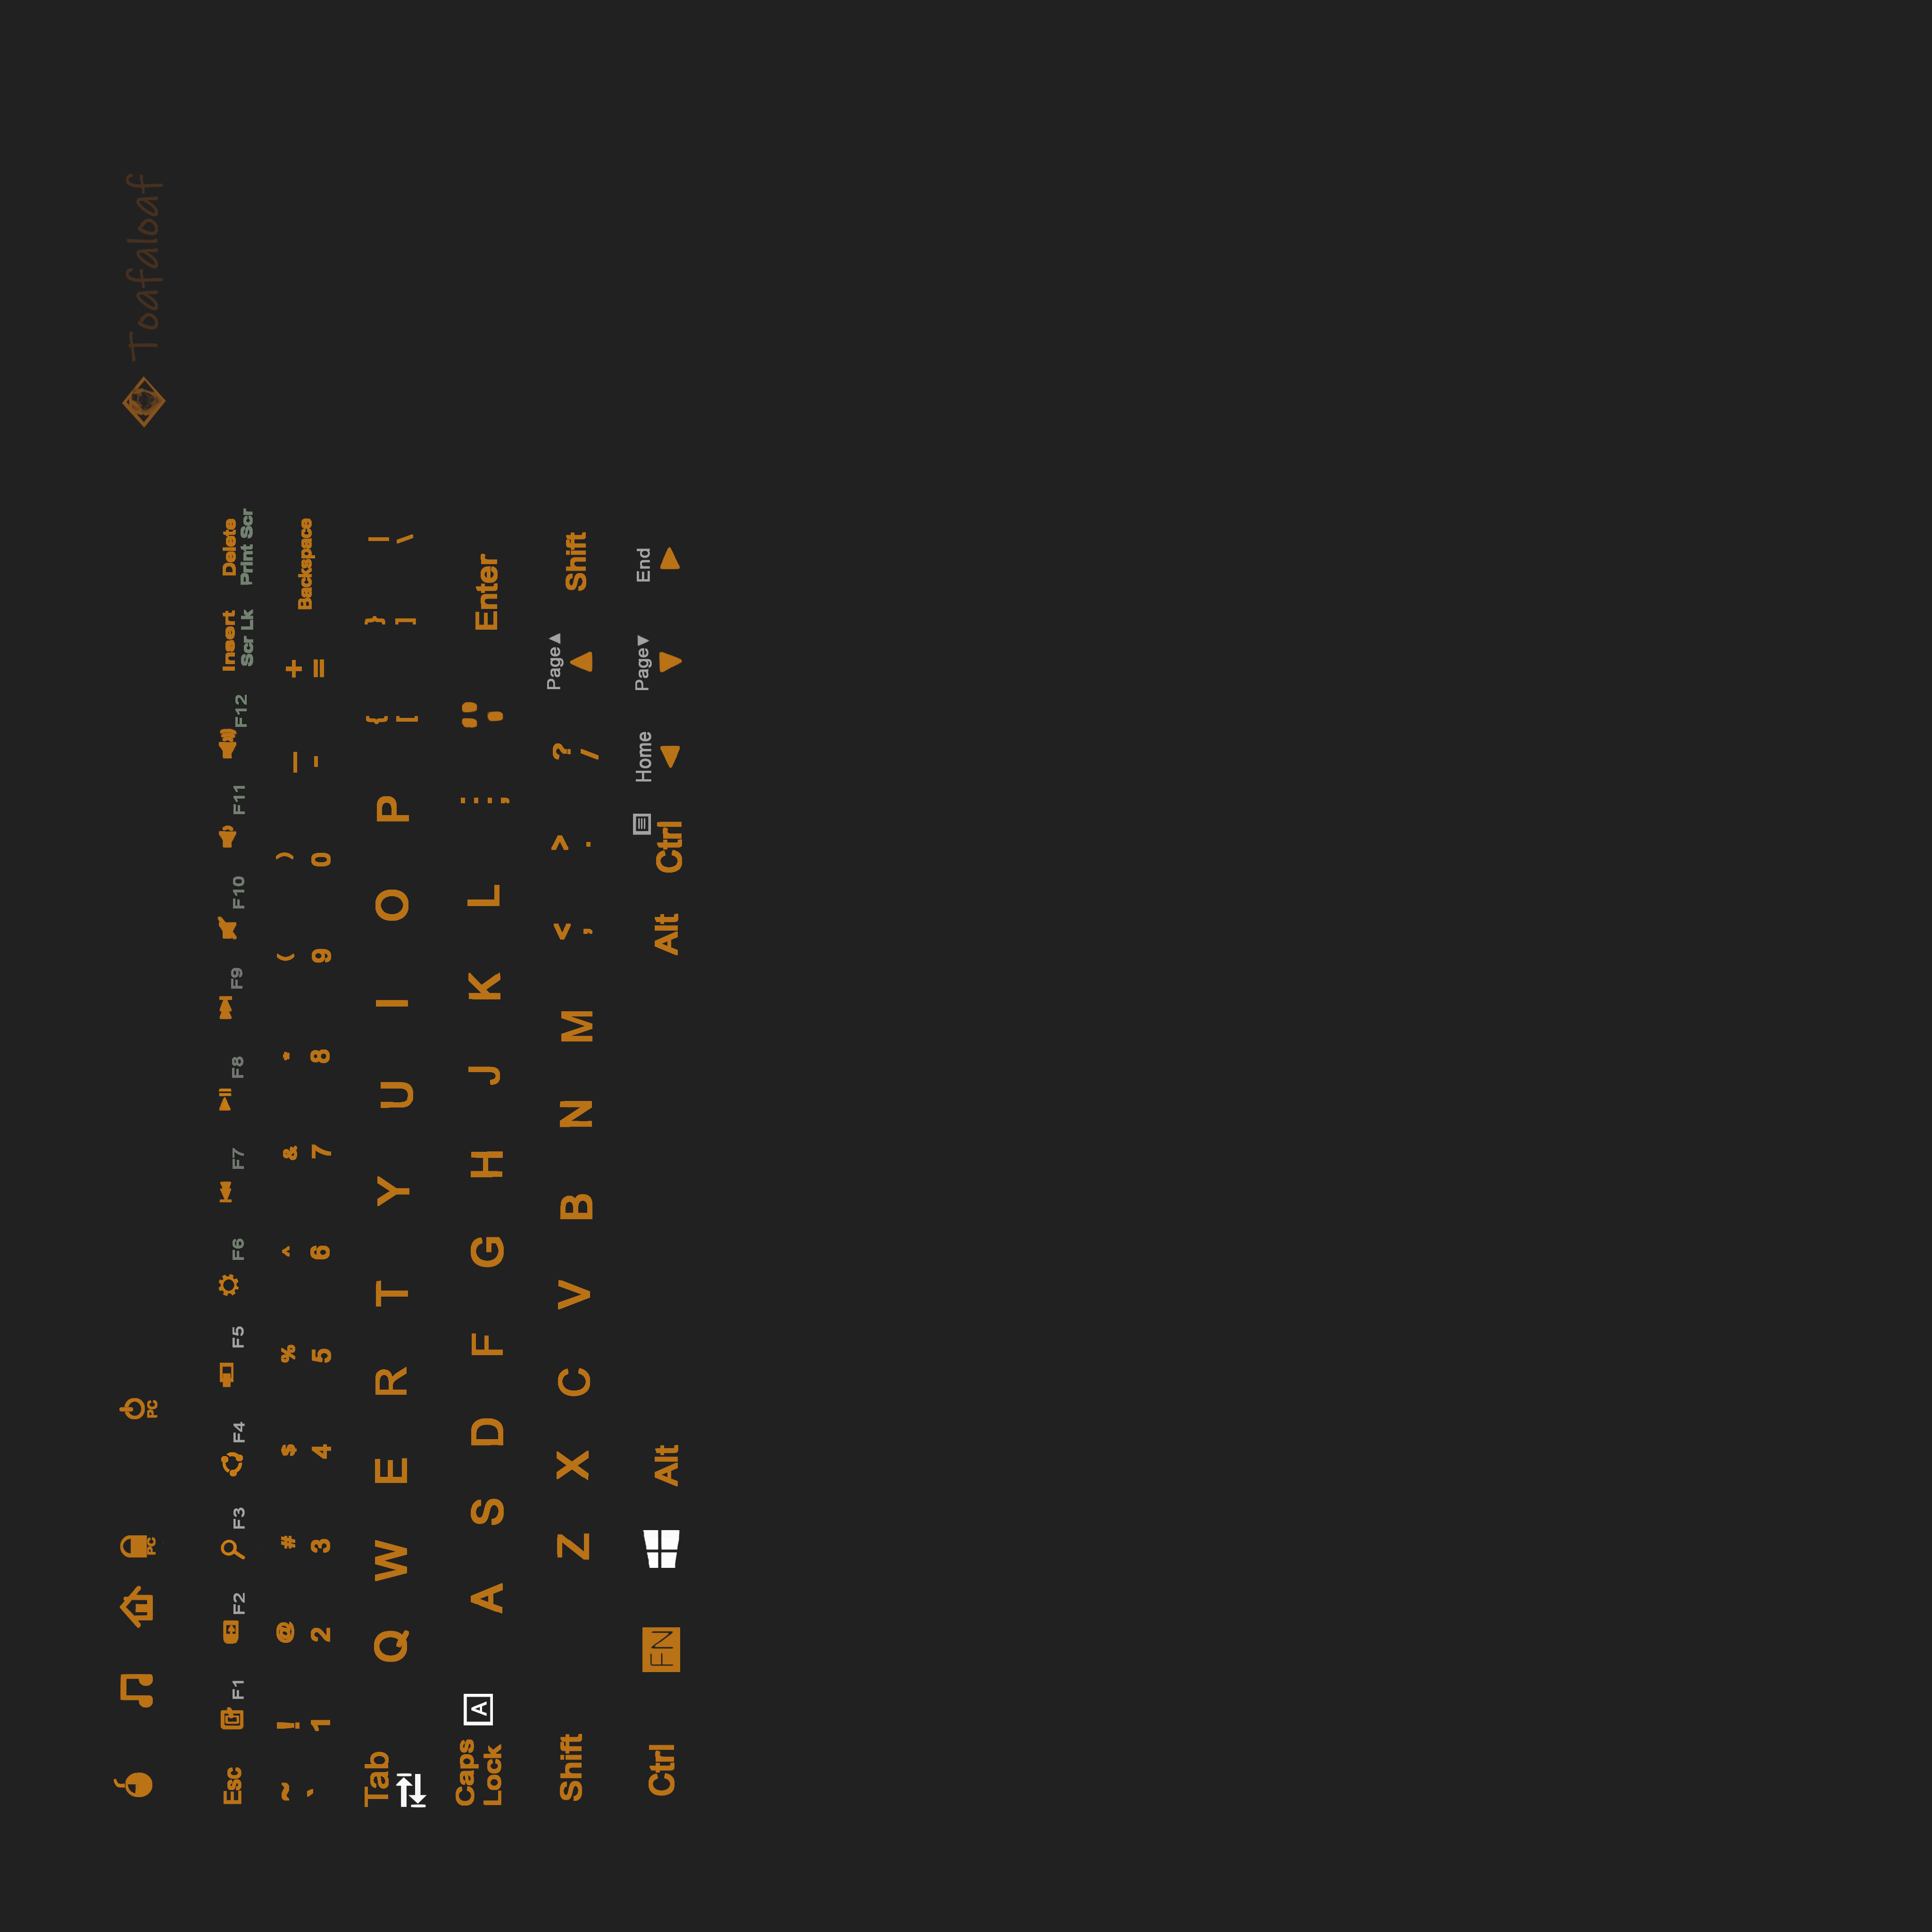 Toafaloaf
PC PC
Esc F1 F2 F3 F4 F5 F6 F7 F8 F9 F10 F11 F12 Insert Delete
Scr Lk Print Scr
~ ! @ # $ % ^ & * ( ) _ + Backspace
` 1 2 3 4 5 6 7 8 9 0 - =
Tab Q W E R T Y U I O P { } |
[ ] \
Caps Lock A A S D F G H J K L : ; " ' Enter
Shift Z X C V B N M < > ? Page▲ Shift
, . /
Ctrl FN Alt Alt Ctrl Home Page▼ End